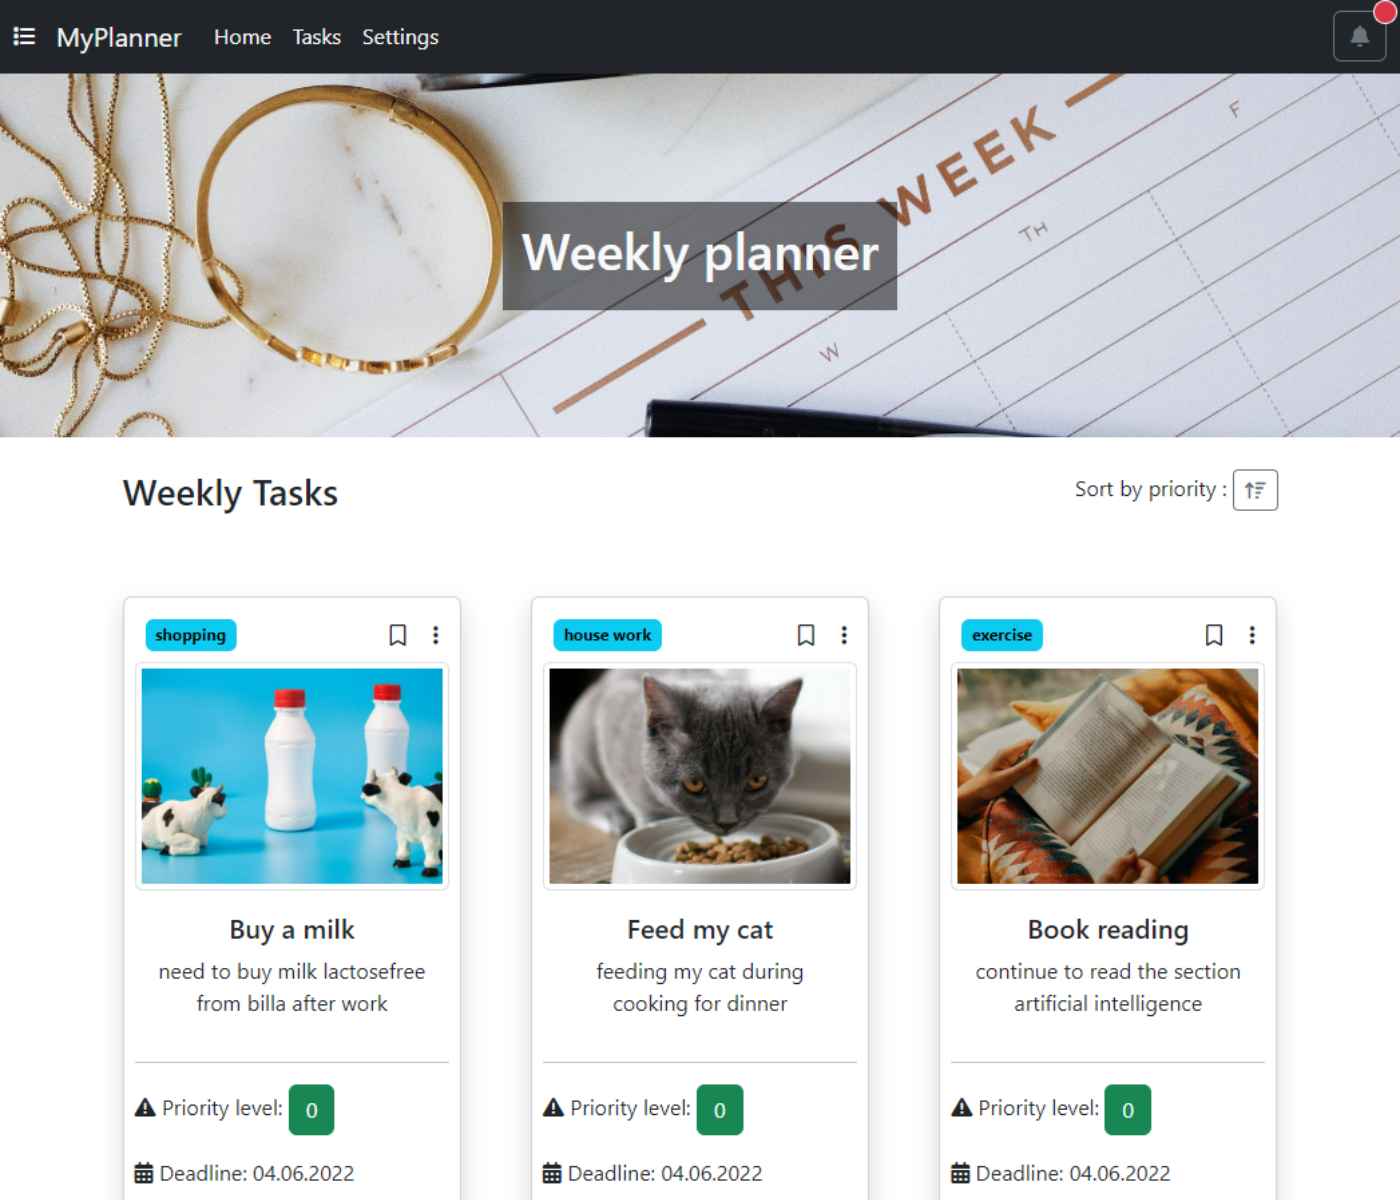 MyPlanner Home Tasks Settings
THIS WEEK
F
TH
W
Weekly planner
Weekly Tasks
Sort by priority :
shopping
Buy a milk
need to buy milk lactosefree
from billa after work
Priority level: 0
Deadline: 04.06.2022
house work
Feed my cat
feeding my cat during
cooking for dinner
Priority level: 0
Deadline: 04.06.2022
exercise
Book reading
continue to read the section
artificial intelligence
Priority level: 0
Deadline: 04.06.2022